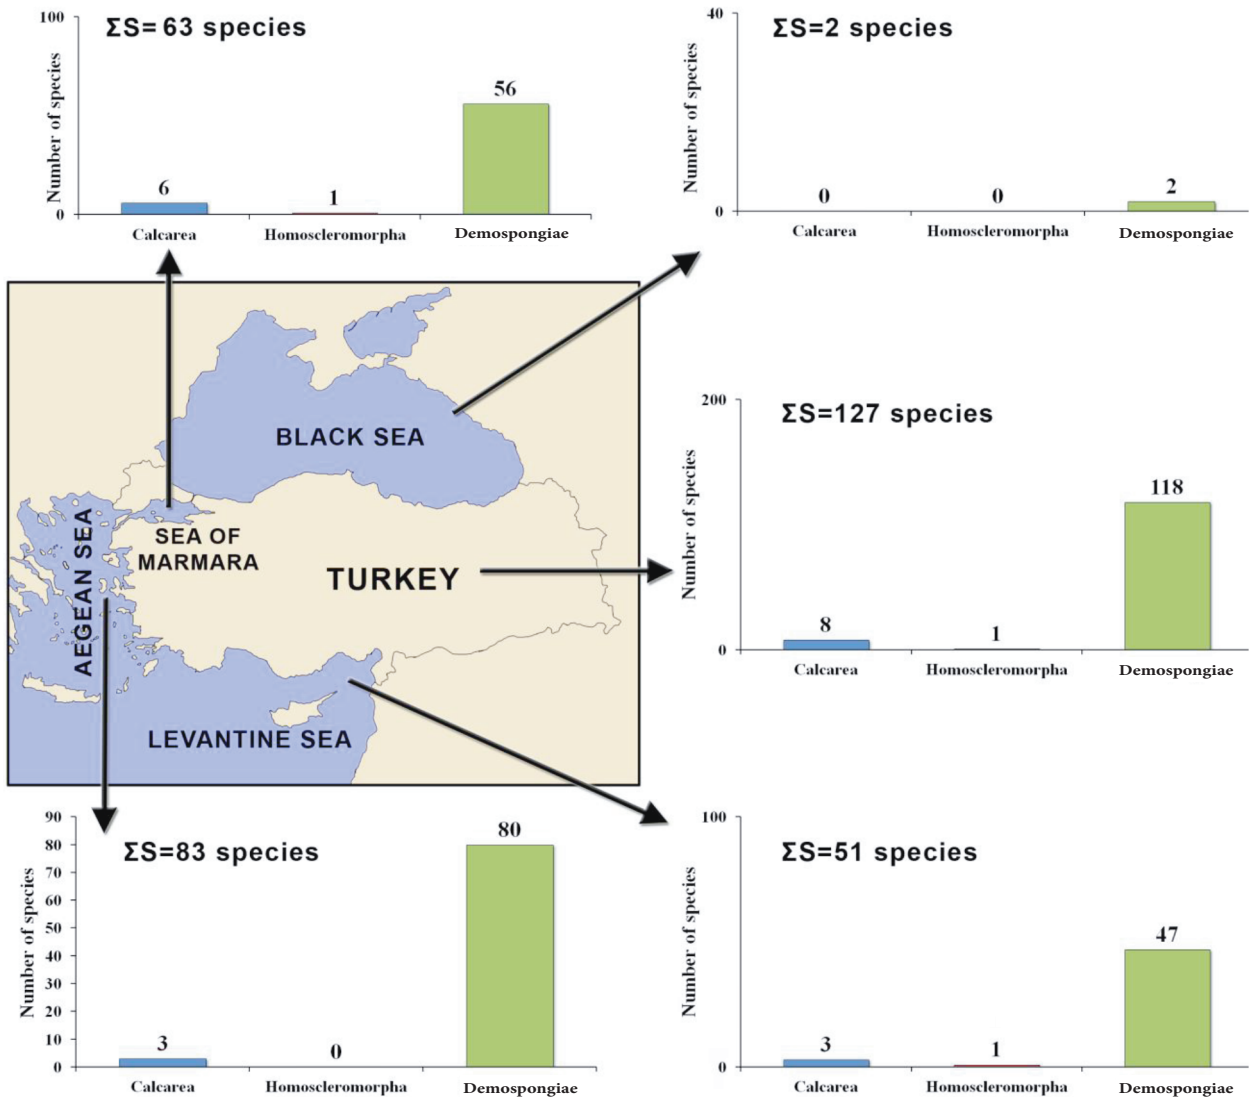 ΣS= 63 species
Number of species
100
0
6
1
56
Calcarea
Homoscleromorpha
Demospongiae
ΣS=2 species
Number of species
40
0
0
0
2
Calcarea
Homoscleromorpha
Demospongiae
BLACK SEA
AEGEAN SEA
SEA OF
MARMARA
TURKEY
LEVANTINE SEA
ΣS=127 species
Number of species
200
0
8
1
118
Calcarea
Homoscleromorpha
Demospongiae
ΣS=83 species
Number of species
90
80
70
60
50
40
30
20
10
0
3
0
80
Calcarea
Homoscleromorpha
Demospongiae
ΣS=51 species
Number of species
100
0
3
1
47
Calcarea
Homoscleromorpha
Demospongiae